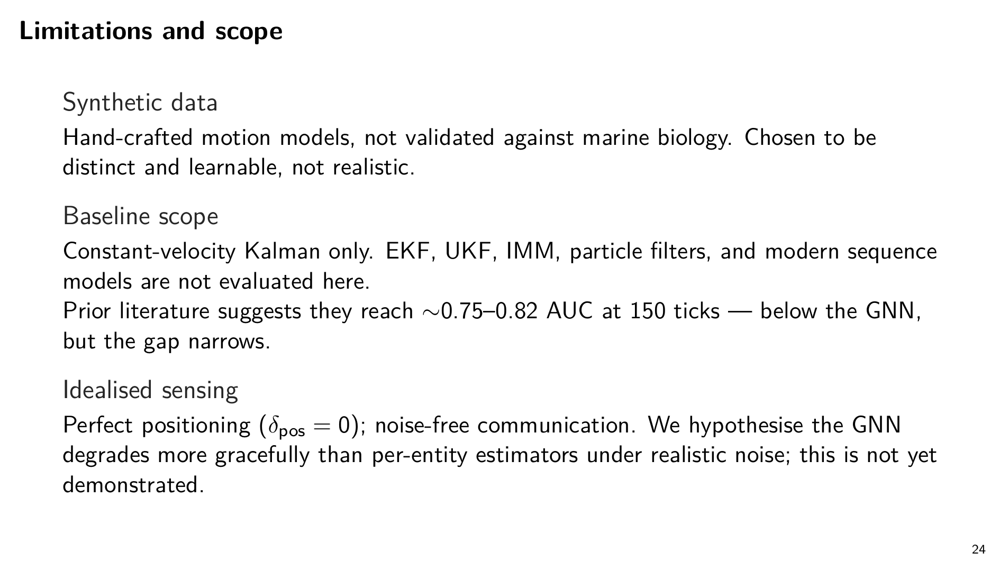 Limitations and scope
Synthetic data
Hand-crafted motion models, not validated against marine biology. Chosen to be
distinct and learnable, not realistic.
Baseline scope
Constant-velocity Kalman only. EKF, UKF, IMM, particle filters, and modern sequence
models are not evaluated here.
Prior literature suggests they reach ∼0.75–0.82 AUC at 150 ticks — below the GNN,
but the gap narrows.
Idealised sensing
Perfect positioning (δpos = 0); noise-free communication. We hypothesise the GNN
degrades more gracefully than per-entity estimators under realistic noise; this is not yet
demonstrated.
24